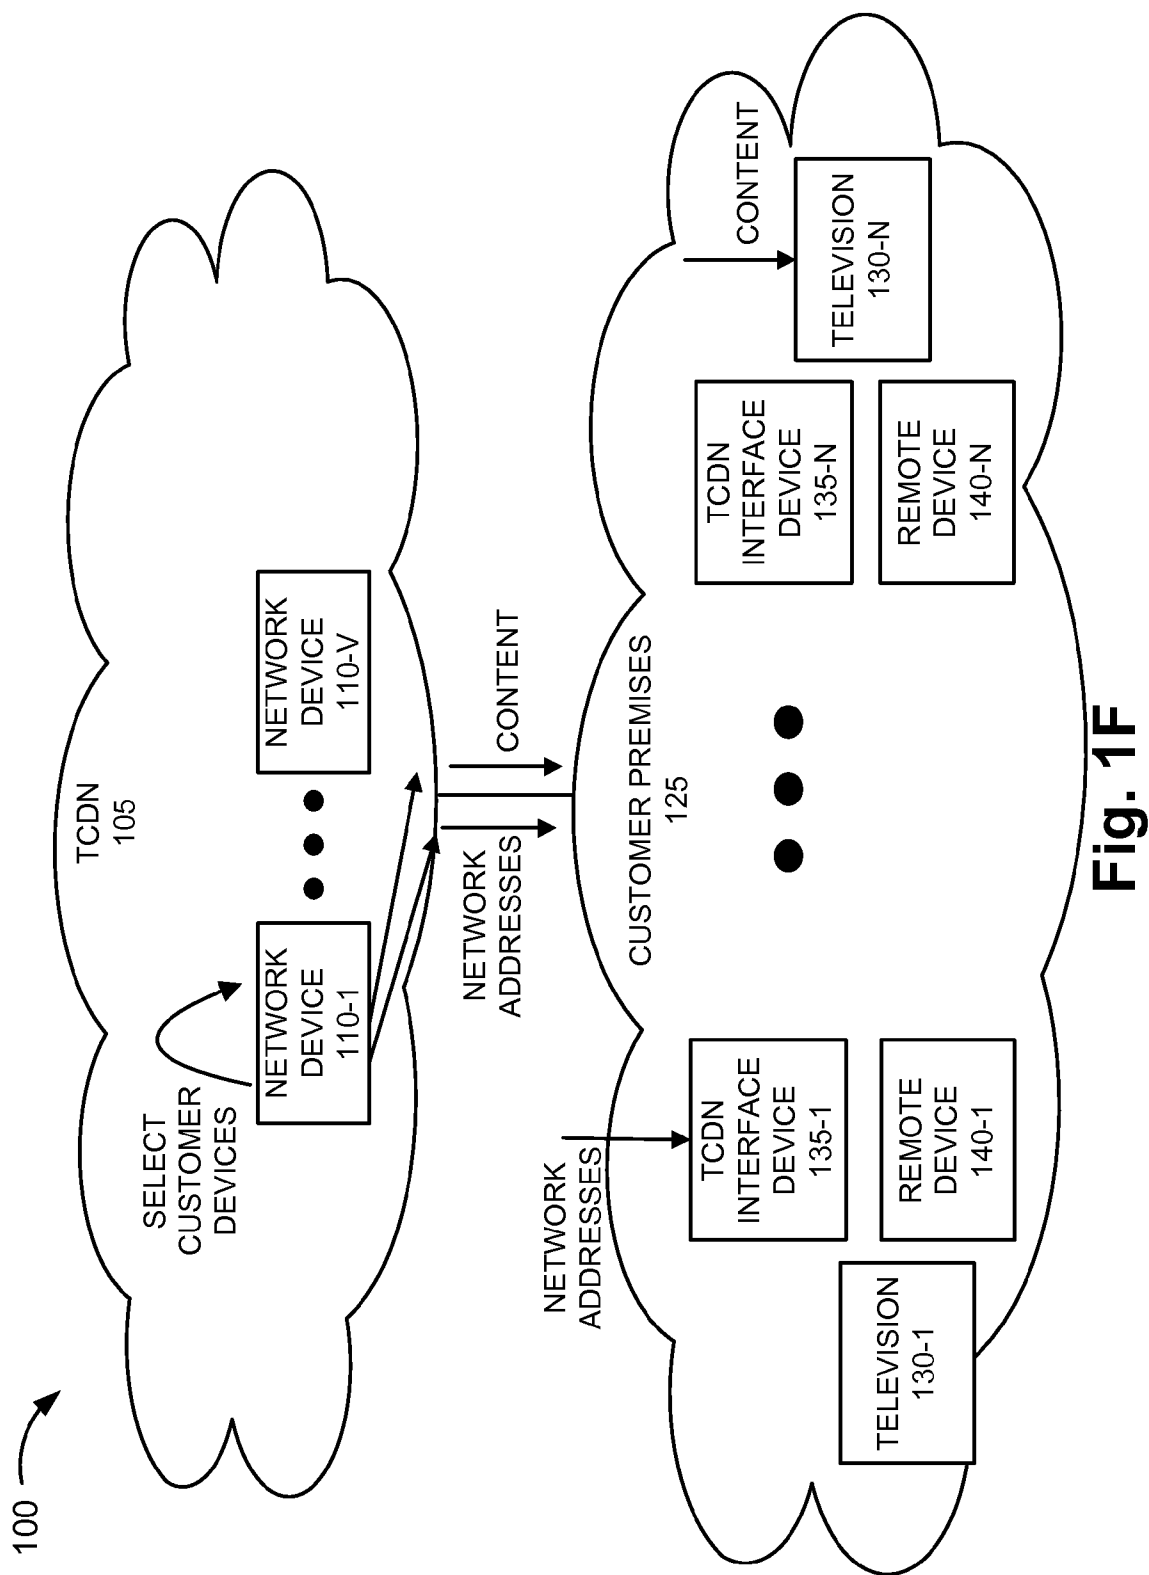 100
TCDN
105
SELECT
CUSTOMER
DEVICES
NETWORK
DEVICE
110-1
NETWORK
DEVICE
110-V
NETWORK
ADDRESSES
CONTENT
CUSTOMER PREMISES
125
NETWORK
ADDRESSES
CONTENT
TELEVISION
130-1
TCDN
INTERFACE
DEVICE
135-1
REMOTE
DEVICE
140-1
TCDN
INTERFACE
DEVICE
135-N
REMOTE
DEVICE
140-N
TELEVISION
130-N
Fig. 1F